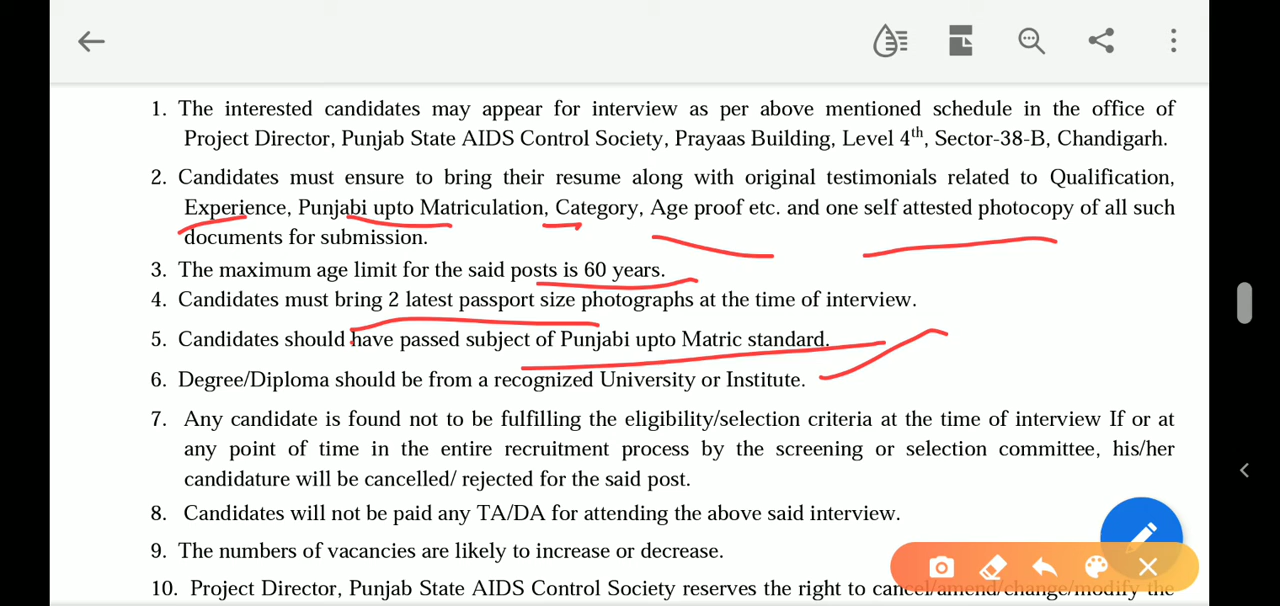 1. The interested candidates may appear for interview as per above mentioned schedule in the office of
Project Director, Punjab State AIDS Control Society, Prayaas Building, Level 4th, Sector-38-B, Chandigarh.
2. Candidates must ensure to bring their resume along with original testimonials related to Qualification,
Experience, Punjabi upto Matriculation, Category, Age proof etc. and one self attested photocopy of all such
documents for submission.
3. The maximum age limit for the said posts is 60 years.
4. Candidates must bring 2 latest passport size photographs at the time of interview.
5. Candidates should have passed subject of Punjabi upto Matric standard.
6. Degree/Diploma should be from a recognized University or Institute.
7. Any candidate is found not to be fulfilling the eligibility/selection criteria at the time of interview If or at
any point of time in the entire recruitment process by the screening or selection committee, his/her
candidature will be cancelled/ rejected for the said post.
8. Candidates will not be paid any TA/DA for attending the above said interview.
9. The numbers of vacancies are likely to increase or decrease.
10. Project Director, Punjab State AIDS Control Society reserves the right to cancel/amend/change/modify the